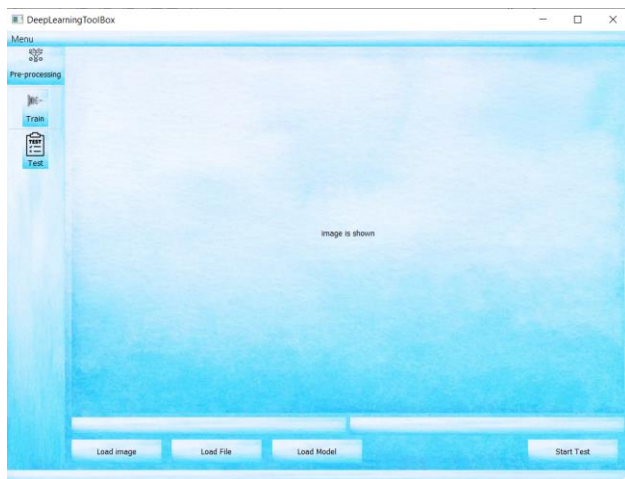 DeepLearningToolBox
Menu
Pre-processing
Train
TEST
Test
image is shown
Load image
Load File
Load Model
Start Test